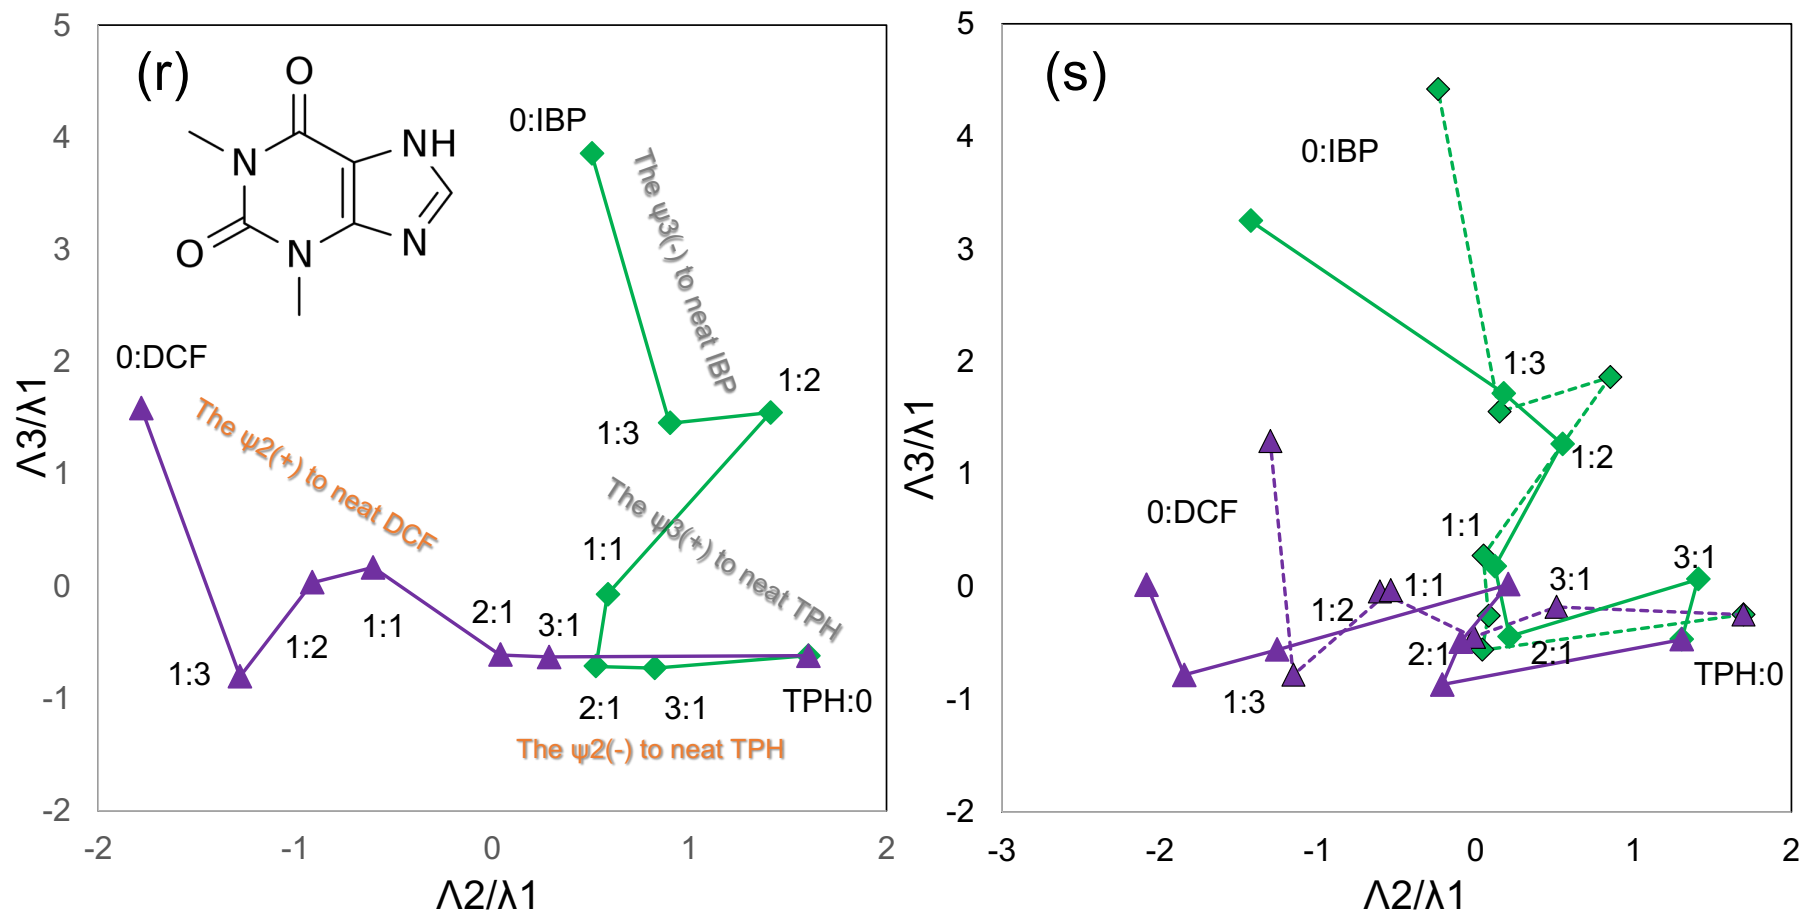 (r)
5
4
3
2
1
0
-1
-2
-2
-1
0
1
2
Λ3/λ1
Λ2/λ1
O
N
NH
O
N
N
0:IBP
The ψ3(-) to neat IBP
0:DCF
The ψ2(+) to neat DCF
1:2
1:3
The ψ3(+) to neat TPH
1:1
2:1
3:1
1:1
1:2
1:3
2:1
3:1
TPH:0
The ψ2(-) to neat TPH
(s)
5
4
3
2
1
0
-1
-2
-3
-2
-1
0
1
2
Λ3/λ1
Λ2/λ1
0:IBP
1:3
1:2
0:DCF
1:1
3:1
1:1
3:1
1:2
2:1
2:1
TPH:0
1:3